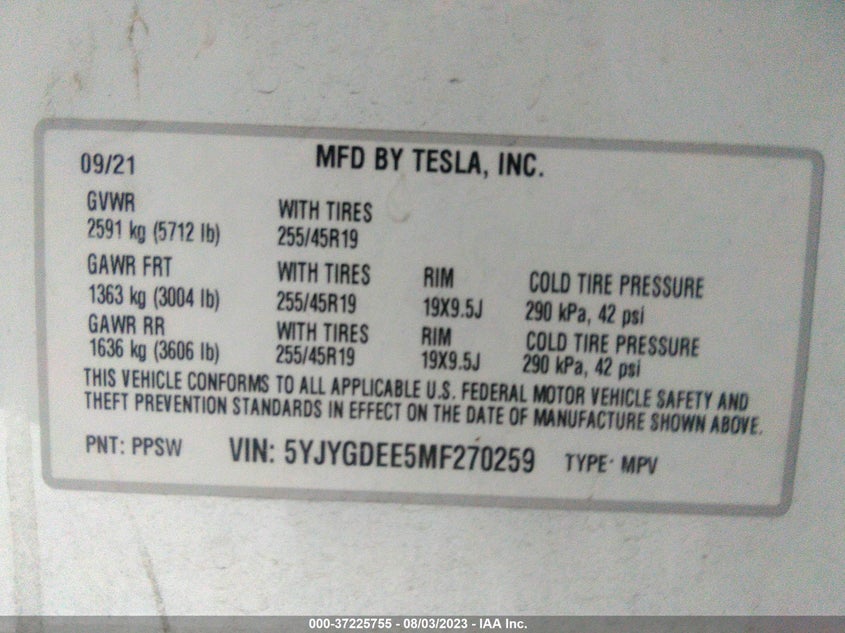 09/21 MFD BY TESLA, INC.
GVWR WITH TIRES
2591 kg (5712 lb) 255/45R19
GAWR FRT WITH TIRES RIM COLD TIRE PRESSURE
1363 kg (3004 lb) 255/45R19 19X9.5J 290 kPa, 42 psi
GAWR RR WITH TIRES RIM COLD TIRE PRESSURE
1636 kg (3606 lb) 255/45R19 19X9.5J 290 kPa, 42 psi
THIS VEHICLE CONFORMS TO ALL APPLICABLE U.S. FEDERAL MOTOR VEHICLE SAFETY AND
THEFT PREVENTION STANDARDS IN EFFECT ON THE DATE OF MANUFACTURE SHOWN ABOVE.
PNT: PPSW VIN: 5YJYGDEE5MF270259 TYPE: MPV
000-37225755 - 08/03/2023 - IAA Inc.